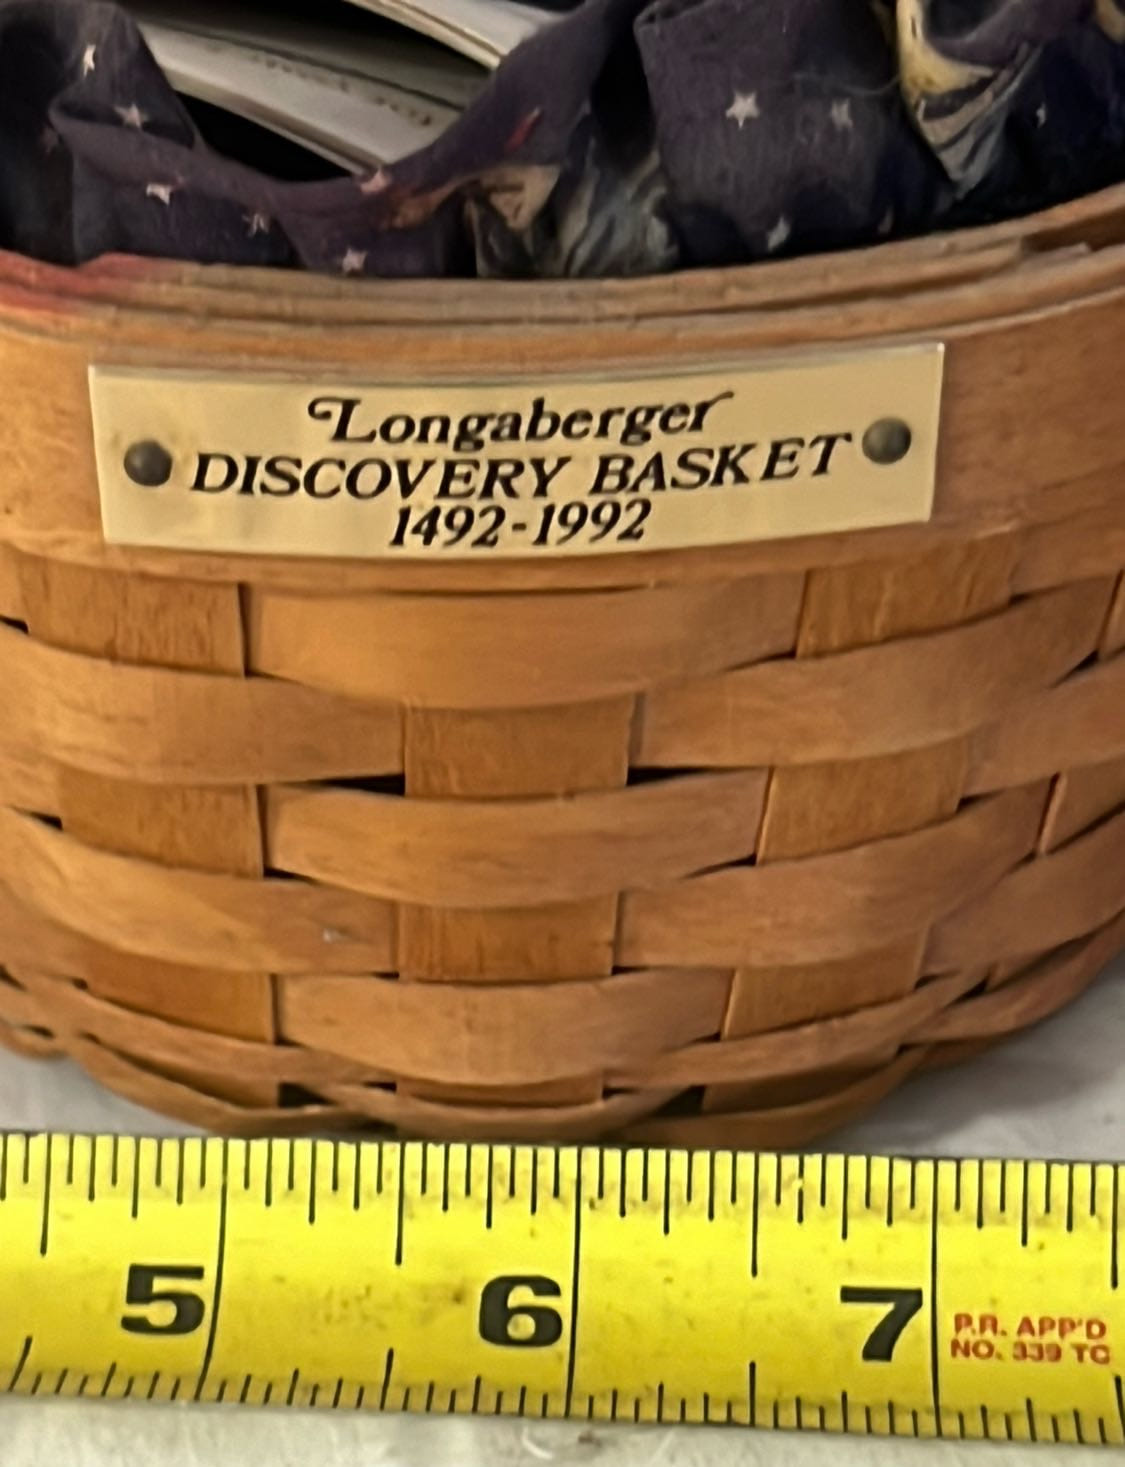 Longaberger
DISCOVERY BASKET
1492-1992
5 6 7
P.R. APP'D
NO. 339 TC